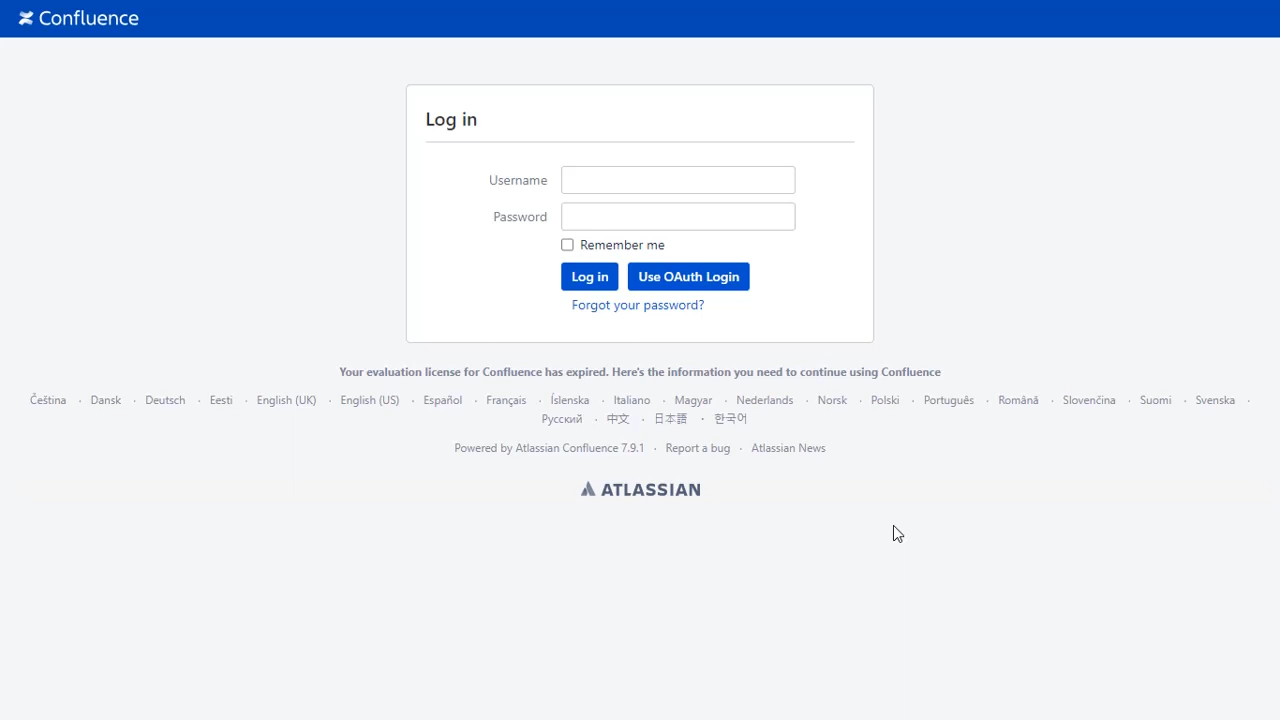 Confluence
Log in
Username
Password
Remember me
Log in Use OAuth Login
Forgot your password?
Your evaluation license for Confluence has expired. Here's the information you need to continue using Confluence
Čeština · Dansk · Deutsch · Eesti · English (UK) · English (US) · Español · Français · Íslenska · Italiano · Magyar · Nederlands · Norsk · Polski · Português · Română · Slovenčina · Suomi · Svenska ·
Русский · 中文 · 日本語 · 한국어
Powered by Atlassian Confluence 7.9.1 · Report a bug · Atlassian News
ATLASSIAN